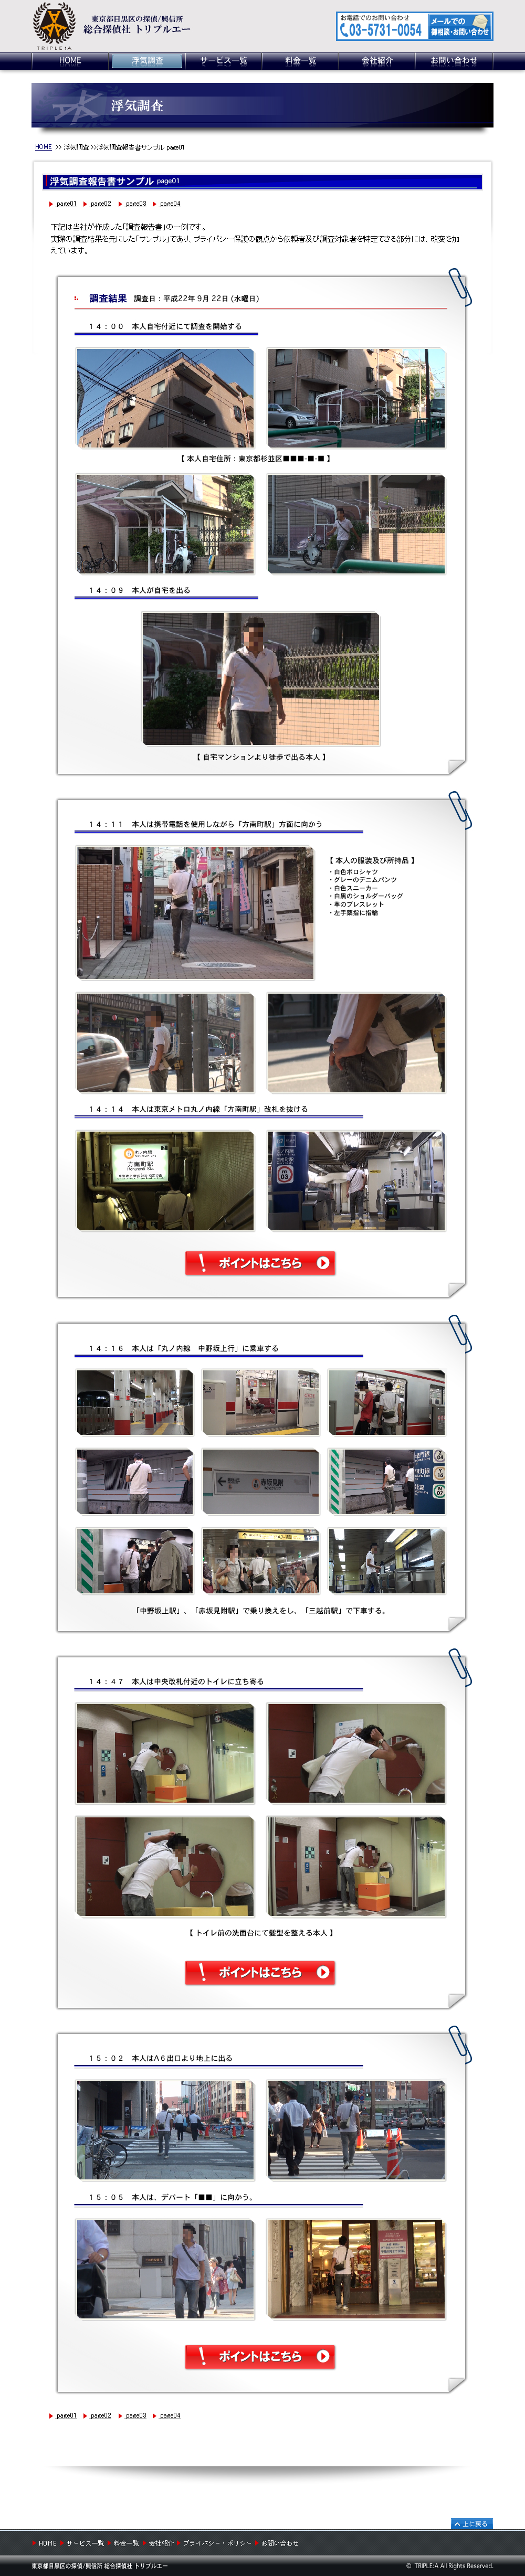 東京都目黒区の探偵/興信所
総合探偵社 トリプルエー
TRIPLE:A
お電話でのお問い合わせ
03-5731-0054
メールでの
御相談・お問い合わせ
HOME 浮気調査 サービス一覧 料金一覧 会社紹介 お問い合わせ
浮気調査
HOME >> 浮気調査 >>浮気調査報告書サンプル page01
浮気調査報告書サンプル page01
page01 page02 page03 page04
下記は当社が作成した「調査報告書」の一例です。
実際の調査結果を元にした「サンプル」であり、プライバシー保護の観点から依頼者及び調査対象者を特定できる部分には、改変を加
えています。
調査結果 調査日：平成22年 9月 22日 (水曜日)
１４：００　本人自宅付近にて調査を開始する
【 本人自宅住所：東京都杉並区■■■-■-■ 】
１４：０９　本人が自宅を出る
【 自宅マンションより徒歩で出る本人 】
１４：１１　本人は携帯電話を使用しながら「方南町駅」方面に向かう
【 本人の服装及び所持品 】
・白色ポロシャツ
・グレーのデニムパンツ
・白色スニーカー
・白黒のショルダーバッグ
・革のブレスレット
・左手薬指に指輪
１４：１４　本人は東京メトロ丸ノ内線「方南町駅」改札を抜ける
丸ノ内線
方南町駅
03
ポイントはこちら
１４：１６　本人は「丸ノ内線　中野坂上行」に乗車する
赤坂見附
「中野坂上駅」、「赤坂見附駅」で乗り換えをし、「三越前駅」で下車する。
１４：４７　本人は中央改札付近のトイレに立ち寄る
【 トイレ前の洗面台にて髪型を整える本人 】
ポイントはこちら
１５：０２　本人はA６出口より地上に出る
１５：０５　本人は、デパート「■■」に向かう。
ポイントはこちら
page01 page02 page03 page04
上に戻る
HOME サービス一覧 料金一覧 会社紹介 プライバシー・ポリシー お問い合わせ
東京都目黒区の探偵/興信所 総合探偵社 トリプルエー
© TRIPLE:A All Rights Reserved.